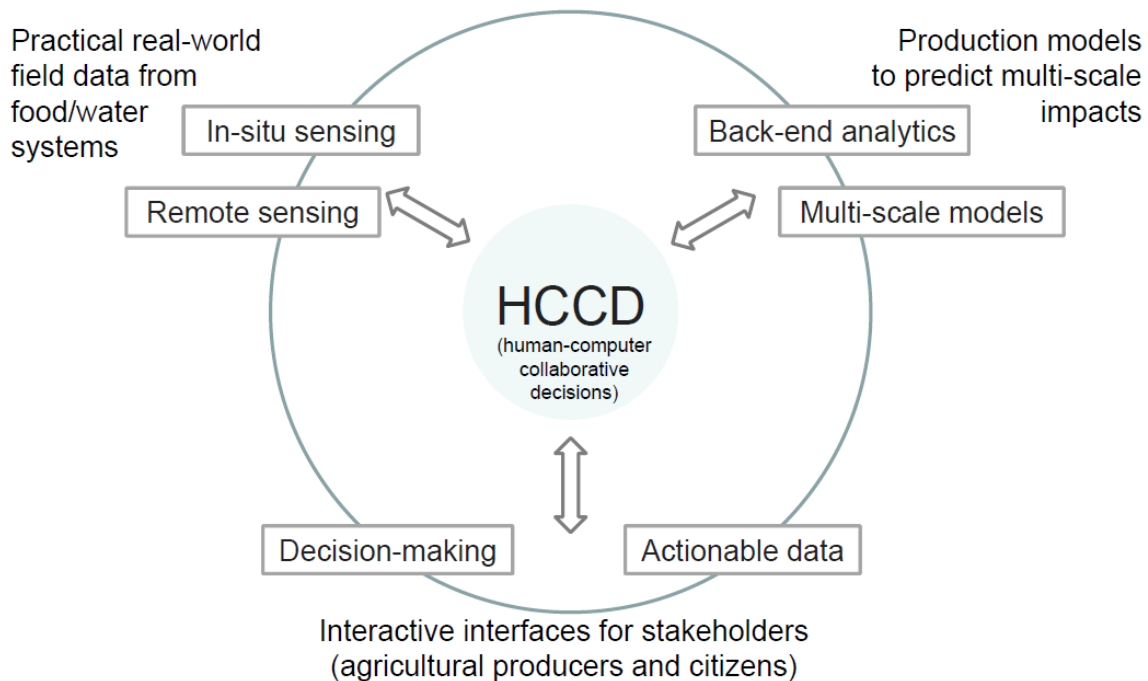 Practical real-world
field data from
food/water
systems
In-situ sensing
Remote sensing
Production models
to predict multi-scale
impacts
Back-end analytics
Multi-scale models
HCCD
(human-computer
collaborative
decisions)
Decision-making
Actionable data
Interactive interfaces for stakeholders
(agricultural producers and citizens)